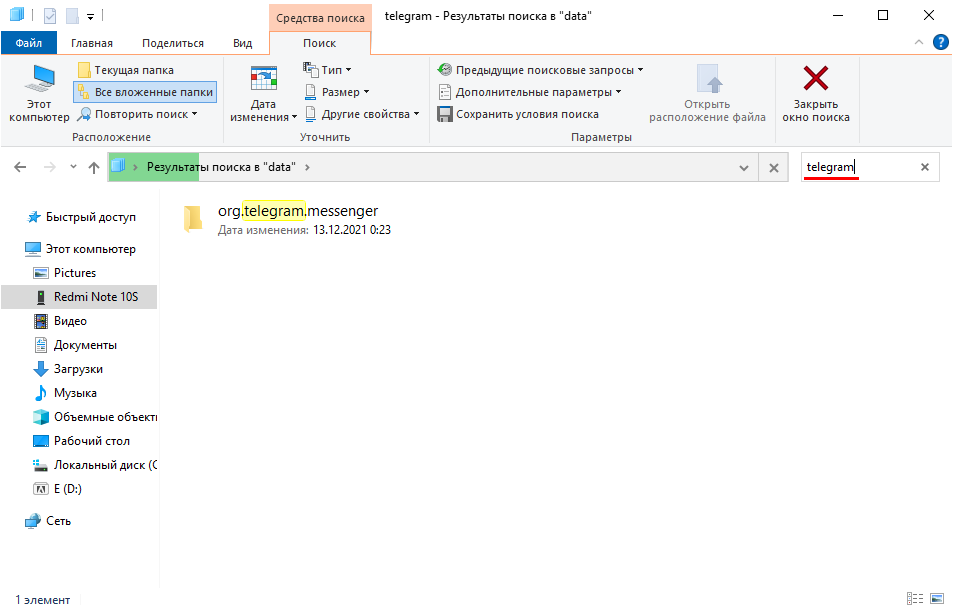 Средства поиска
telegram - Результаты поиска в "data"
Файл
Главная
Поделиться
Вид
Поиск
Этот компьютер
Текущая папка
Все вложенные папки
Повторить поиск
Расположение
Дата изменения
Тип
Размер
Другие свойства
Уточнить
Предыдущие поисковые запросы
Дополнительные параметры
Сохранить условия поиска
Открыть расположение файла
Параметры
Закрыть окно поиска
Результаты поиска в "data"
telegram
Быстрый доступ
Этот компьютер
Pictures
Redmi Note 10S
Видео
Документы
Загрузки
Музыка
Объемные объекты
Рабочий стол
Локальный диск (C
E (D:)
Сеть
org.telegram.messenger
Дата изменения: 13.12.2021 0:23
1 элемент